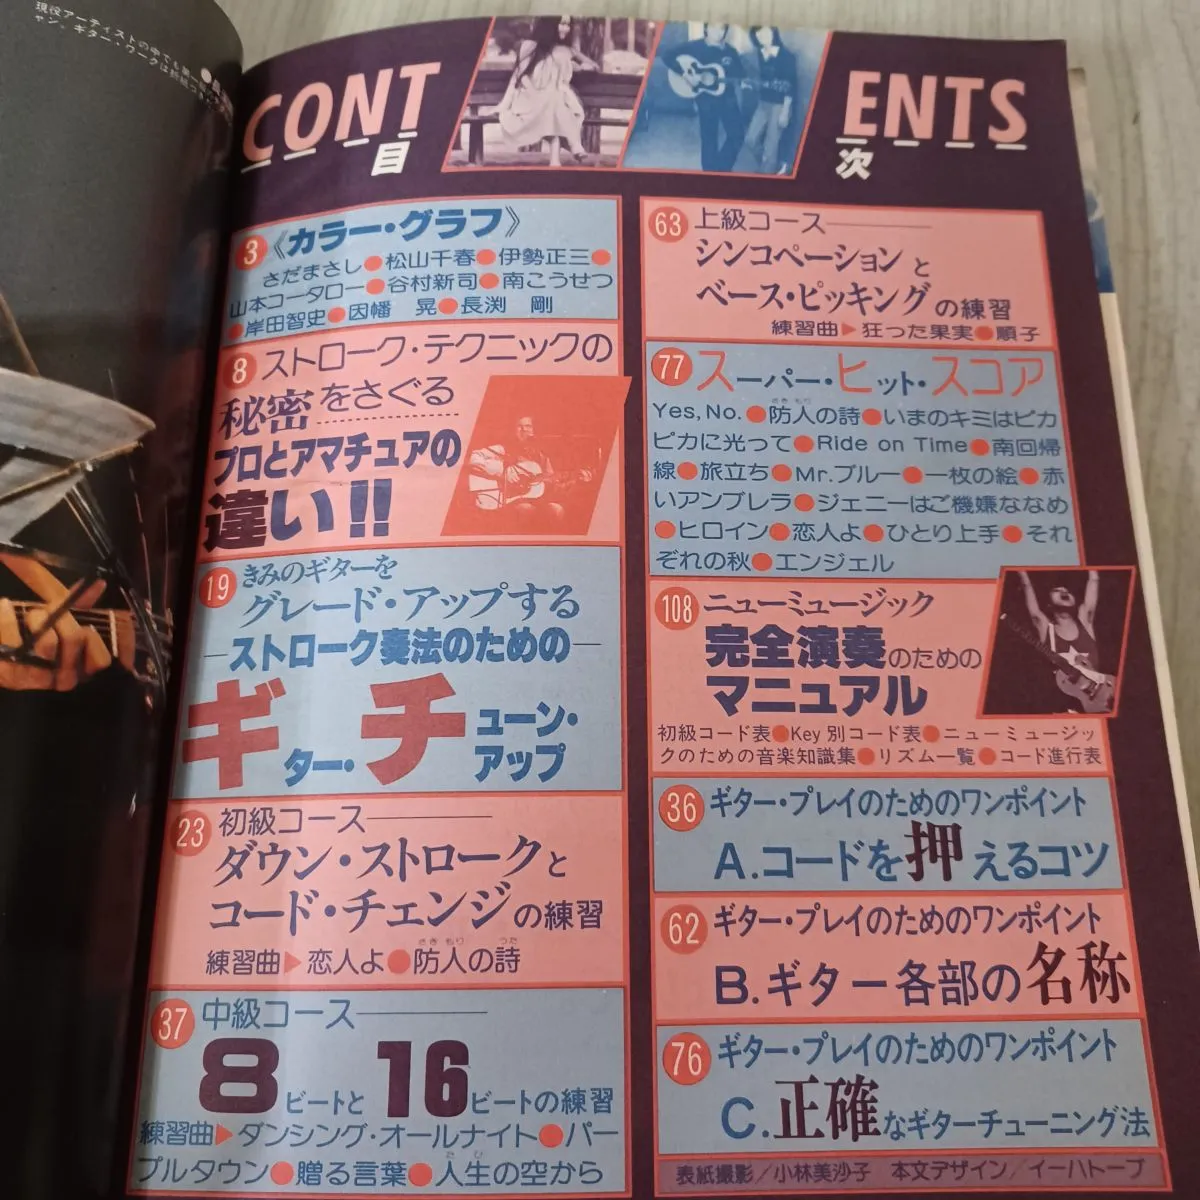 現役アーティストの中でも第一
CONTENTS
目次
3 《カラー・グラフ》
さだまさし●松山千春●伊勢正三●
山本コータロー●谷村新司●南こうせつ
●岸田智史●因幡 晃●長渕 剛
8 ストローク・テクニックの
秘密をさぐる
プロとアマチュアの
違い!!
19 きみのギターを
グレード・アップする
ストローク奏法のための
ギター・チューン・
アップ
23 初級コース
ダウン・ストロークと
コード・チェンジの練習
練習曲▶恋人よ●防人の詩
さき もり うた
37 中級コース
8ビートと16ビートの練習
練習曲▶ダンシング・オールナイト●パー
プルタウン●贈る言葉●人生の空から
たび
63 上級コース
シンコペーションと
ベース・ピッキングの練習
練習曲▶狂った果実●順子
77 スーパー・ヒット・スコア
さき もり
Yes, No.●防人の詩●いまのキミはピカ
ピカに光って●Ride on Time●南回帰
線●旅立ち●Mr.ブルー●一枚の絵●赤
いアンブレラ●ジェニーはご機嫌ななめ
●ヒロイン●恋人よ●ひとり上手●それ
ぞれの秋●エンジェル
108 ニューミュージック
完全演奏のための
マニュアル
初級コード表●Key別コード表●ニューミュージッ
クのための音楽知識集●リズム一覧●コード進行表
36 ギター・プレイのためのワンポイント
A.コードを押えるコツ
62 ギター・プレイのためのワンポイント
B.ギター各部の名称
76 ギター・プレイのためのワンポイント
C.正確なギターチューニング法
表紙撮影／小林美沙子 本文デザイン／イーハトーブ